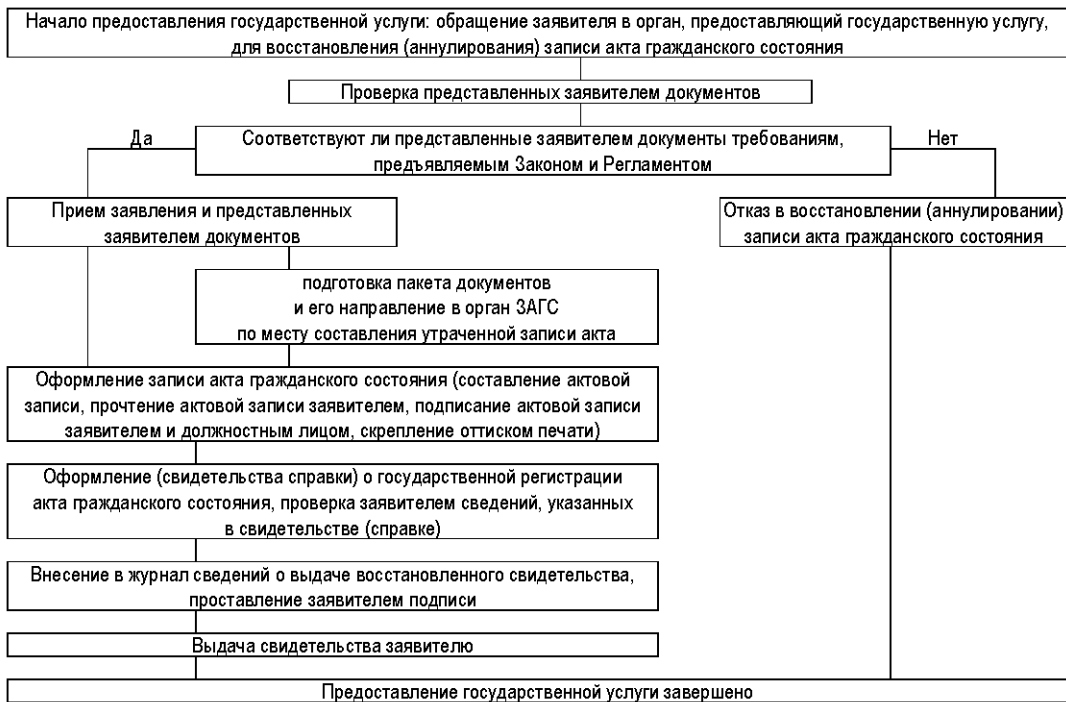 Начало предоставления государственной услуги: обращение заявителя в орган, предоставляющий государственную услугу,
для восстановления (аннулирования) записи акта гражданского состояния
Проверка представленных заявителем документов
Да
Соответствуют ли представленные заявителем документы требованиям,
предъявляемым Законом и Регламентом
Нет
Прием заявления и представленных
заявителем документов
Отказ в восстановлении (аннулировании)
записи акта гражданского состояния
подготовка пакета документов
и его направление в орган ЗАГС
по месту составления утраченной записи акта
Оформление записи акта гражданского состояния (составление актовой
записи, прочтение актовой записи заявителем, подписание актовой записи
заявителем и должностным лицом, скрепление оттиском печати)
Оформление (свидетельства справки) о государственной регистрации
акта гражданского состояния, проверка заявителем сведений, указанных
в свидетельстве (справке)
Внесение в журнал сведений о выдаче восстановленного свидетельства,
проставление заявителем подписи
Выдача свидетельства заявителю
Предоставление государственной услуги завершено